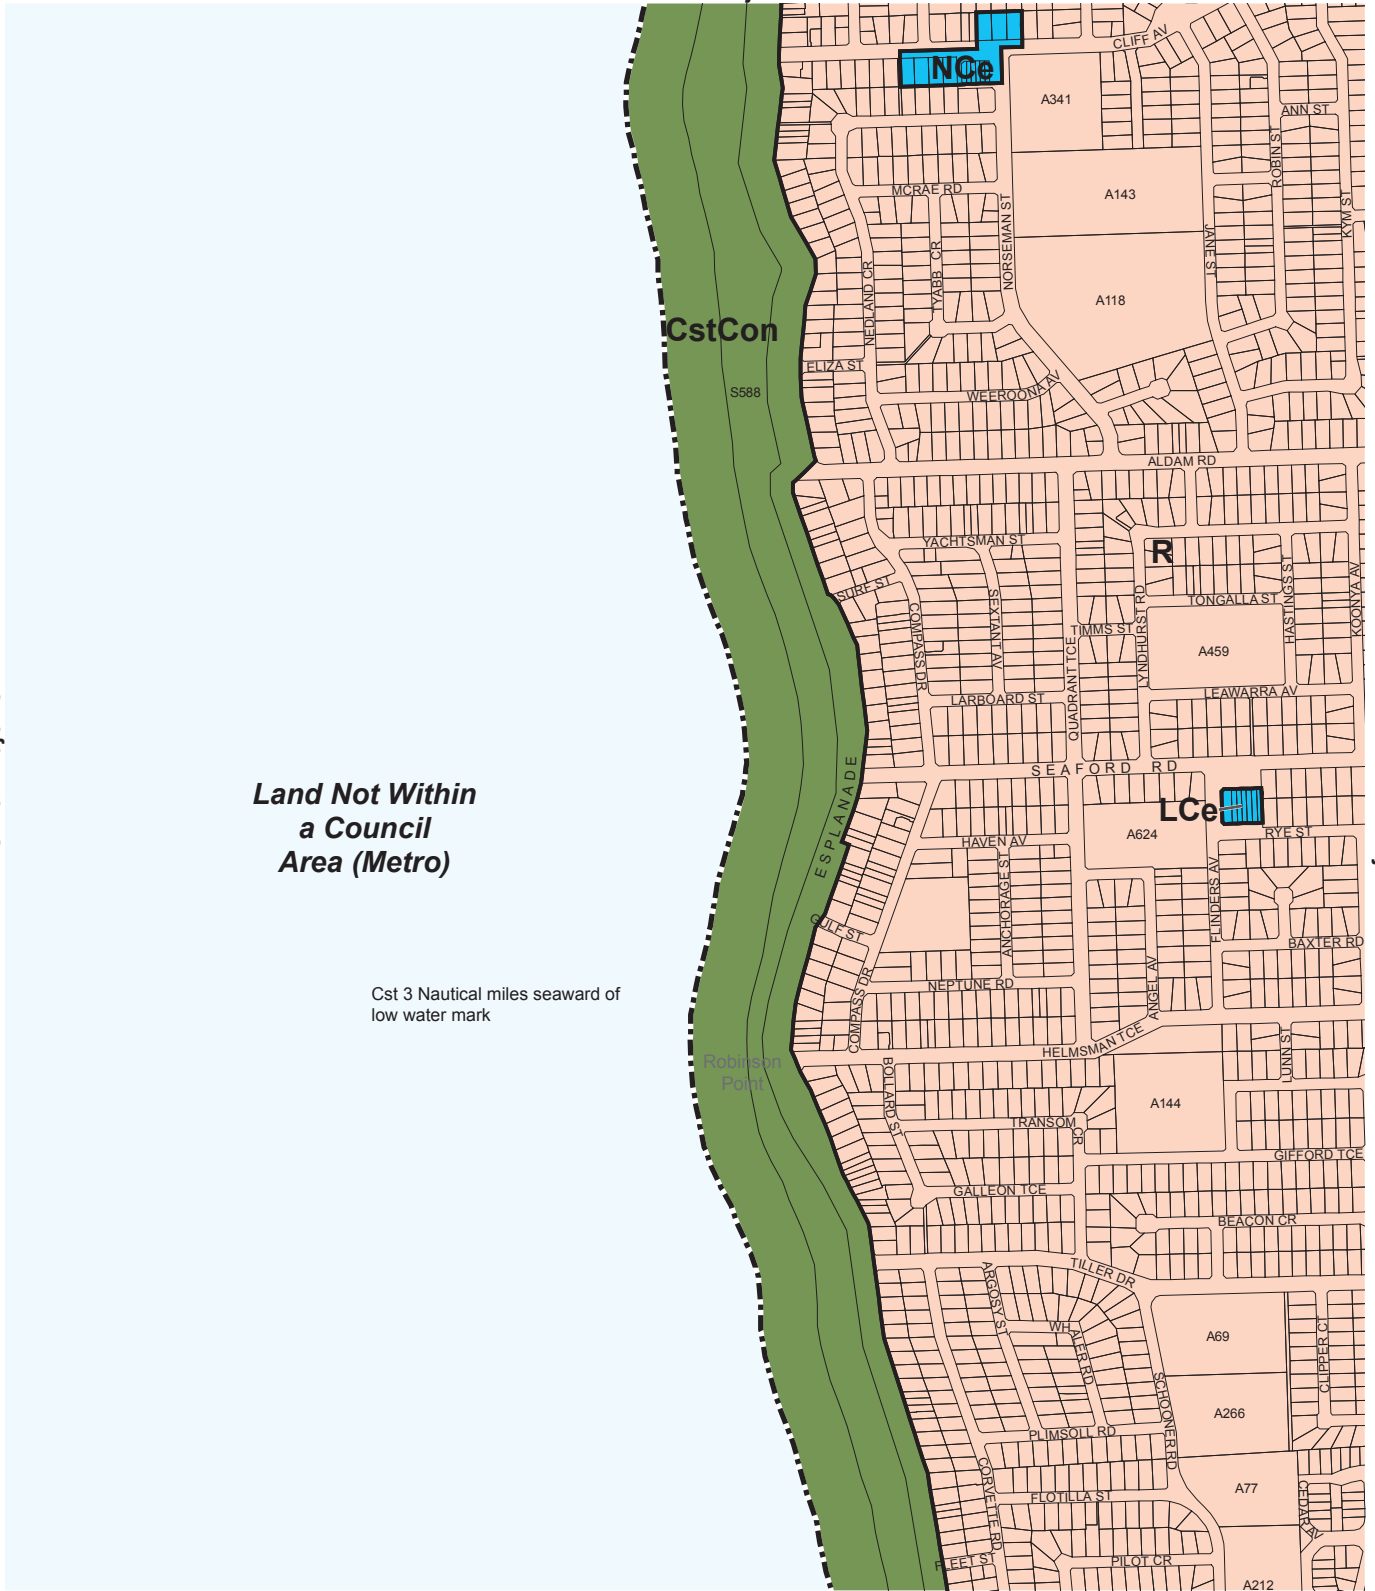 CLIFF AV
NCe
A341
ANN ST
ROBIN ST
MCRAE RD
A143
KYM ST
NORSEMAN ST
JANE ST
TYABB CR
NEDLAND CR
A118
CstCon
ELIZA ST
S588
WEEROONA AV
ALDAM RD
YACHTSMAN ST
R
SURF ST
SEXTANT AV
COMPASS DR
TONGALLA ST
HASTINGS ST
KOONYA AV
LYNDHURST RD
TIMMS ST
QUADRANT TCE
A459
LARBOARD ST
LEAWARRA AV
SEAFORD RD
ESPLANADE
Land Not Within
a Council
Area (Metro)
LCe
A624
RYE ST
HAVEN AV
ANCHORAGE ST
FLINDERS AV
GULF ST
BAXTER RD
Cst 3 Nautical miles seaward of
low water mark
NEPTUNE RD
ANGEL AV
COMPASS DR
HELMSMAN TCE
LUNN ST
Robinson
Point
BOLLARD ST
A144
TRANSOM
CR
GIFFORD TCE
GALLEON TCE
BEACON CR
TILLER DR
ARGOSY ST
WHALER RD
A69
CLIPPER CT
SCHOONER RD
A266
PLIMSOLL RD
CORVETTE RD
A77
FLOTILLA ST
CEDAR AV
FLEET ST
PILOT CR
A212